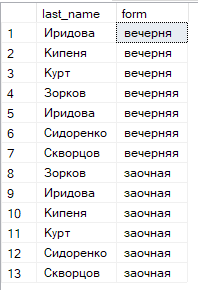 last_name form
1 Иридова вечерня
2 Кипеня вечерня
3 Курт вечерня
4 Зорков вечерняя
5 Иридова вечерняя
6 Сидоренко вечерняя
7 Скворцов вечерняя
8 Зорков заочная
9 Иридова заочная
10 Кипеня заочная
11 Курт заочная
12 Сидоренко заочная
13 Скворцов заочная